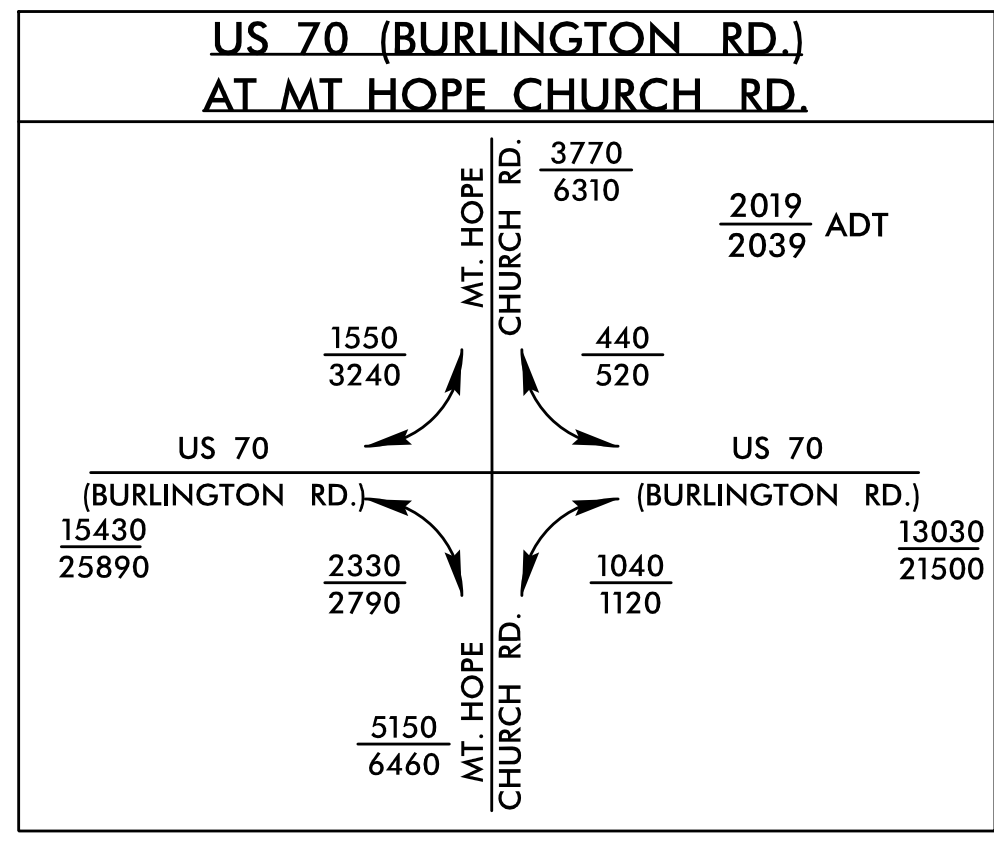 US 70 (BURLINGTON RD.)
AT MT HOPE CHURCH RD.
MT. HOPE
CHURCH RD.
3770
6310
2019
2039
ADT
1550
3240
440
520
US 70
(BURLINGTON RD.)
US 70
(BURLINGTON RD.)
15430
25890
2330
2790
1040
1120
13030
21500
MT. HOPE
CHURCH RD.
5150
6460